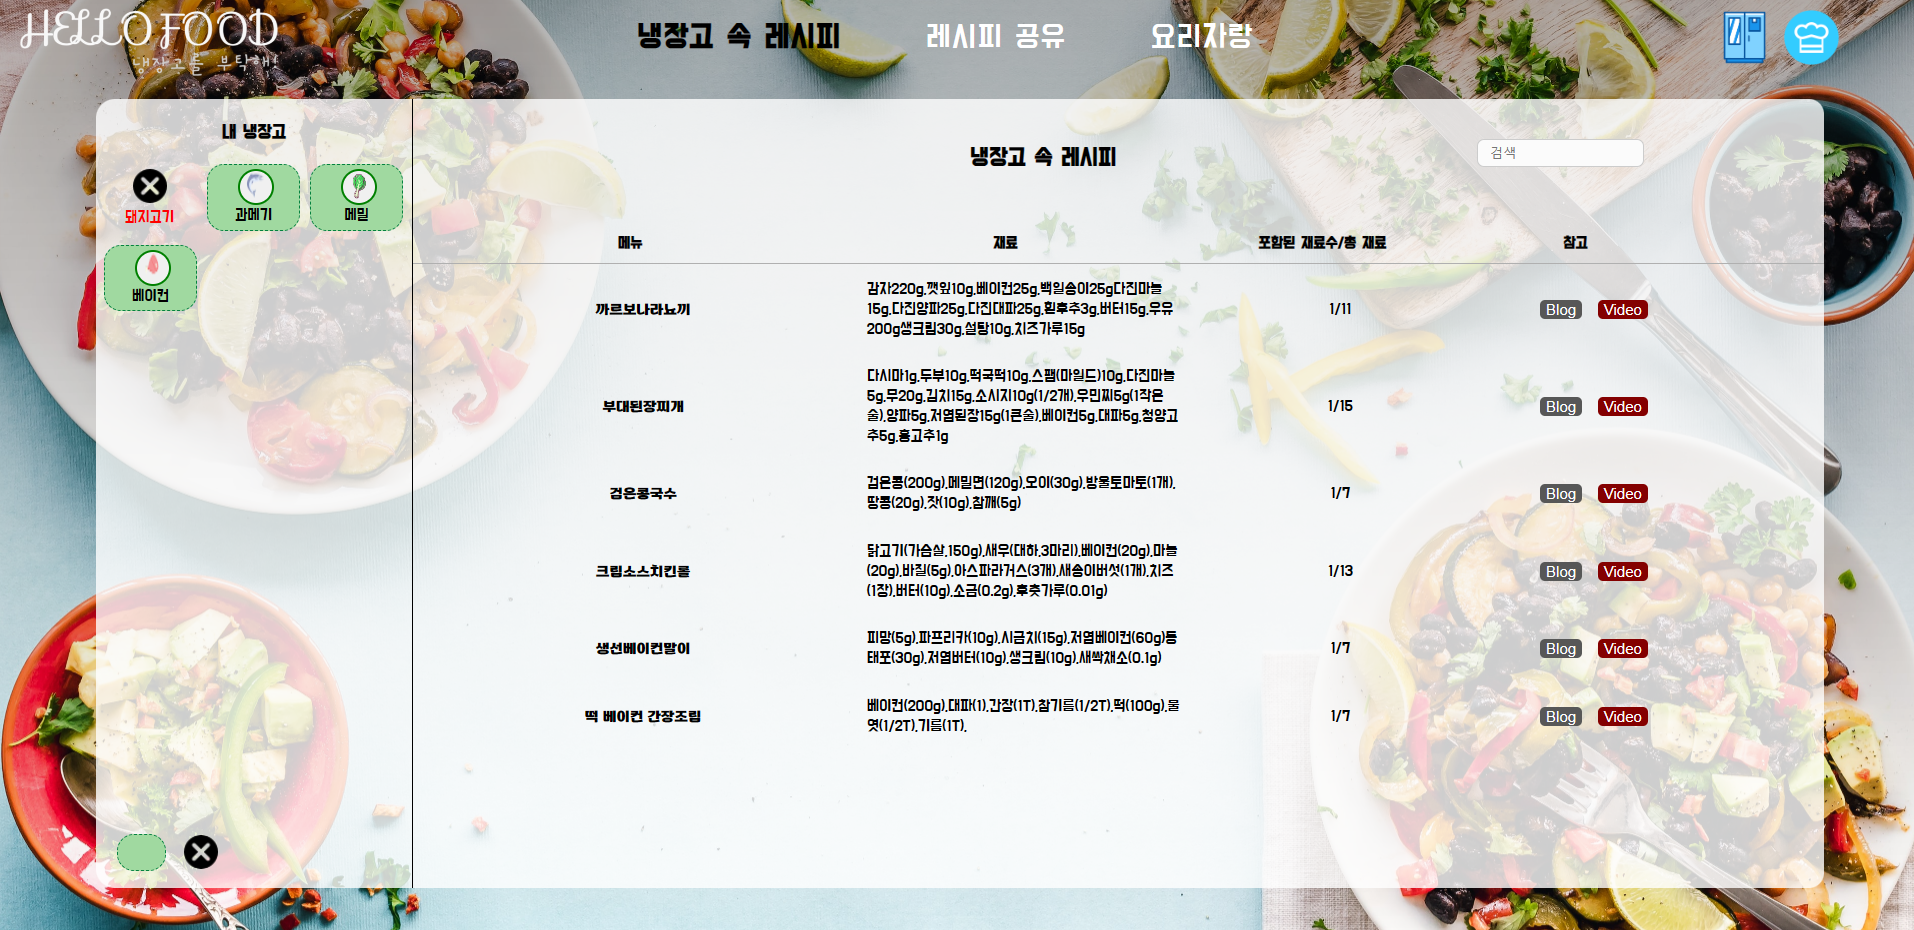 HELLO FOOD
냉장고를 부탁해!
냉장고 속 레시피
레시피 공유
요리자랑
내 냉장고
돼지고기
과메기
메밀
베이컨
냉장고 속 레시피
검색
메뉴
재료
포함된 재료수/총 재료
참고
까르보나라뇨끼
감자220g,깻잎10g,베이컨25g,백일송이25g다진마늘
15g,다진양파25g,다진대파25g,흰후추3g,버터15g,우유
200g생크림30g,설탕10g,치즈가루15g
1/11
Blog
Video
부대된장찌개
다시마1g,두부10g,떡국떡10g,스팸(마일드)10g,다진마늘
5g,무20g,김치15g,소시지10g(1/2개),우민찌5g(1작은
술),양파5g,저염된장15g(1큰술),베이컨5g,대파5g,청양고
추5g,홍고추1g
1/15
Blog
Video
검은콩국수
검은콩(200g),메밀면(120g),오이(30g),방울토마토(1개),
땅콩(20g),잣(10g),참깨(5g)
1/7
Blog
Video
크림소스치킨롤
닭고기(가슴살,150g),새우(대하,3마리),베이컨(20g),마늘
(20g),바질(5g),아스파라거스(3개),새송이버섯(1개),치즈
(1장),버터(10g),소금(0.2g),후춧가루(0.01g)
1/13
Blog
Video
생선베이컨말이
피망(5g),파프리카(10g),시금치(15g),저염베이컨(60g)동
태포(30g),저염버터(10g),생크림(10g),새싹채소(0.1g)
1/7
Blog
Video
떡 베이컨 간장조림
베이컨(200g),대파(1),간장(1T),참기름(1/2T),떡(100g),물
엿(1/2T),기름(1T),
1/7
Blog
Video